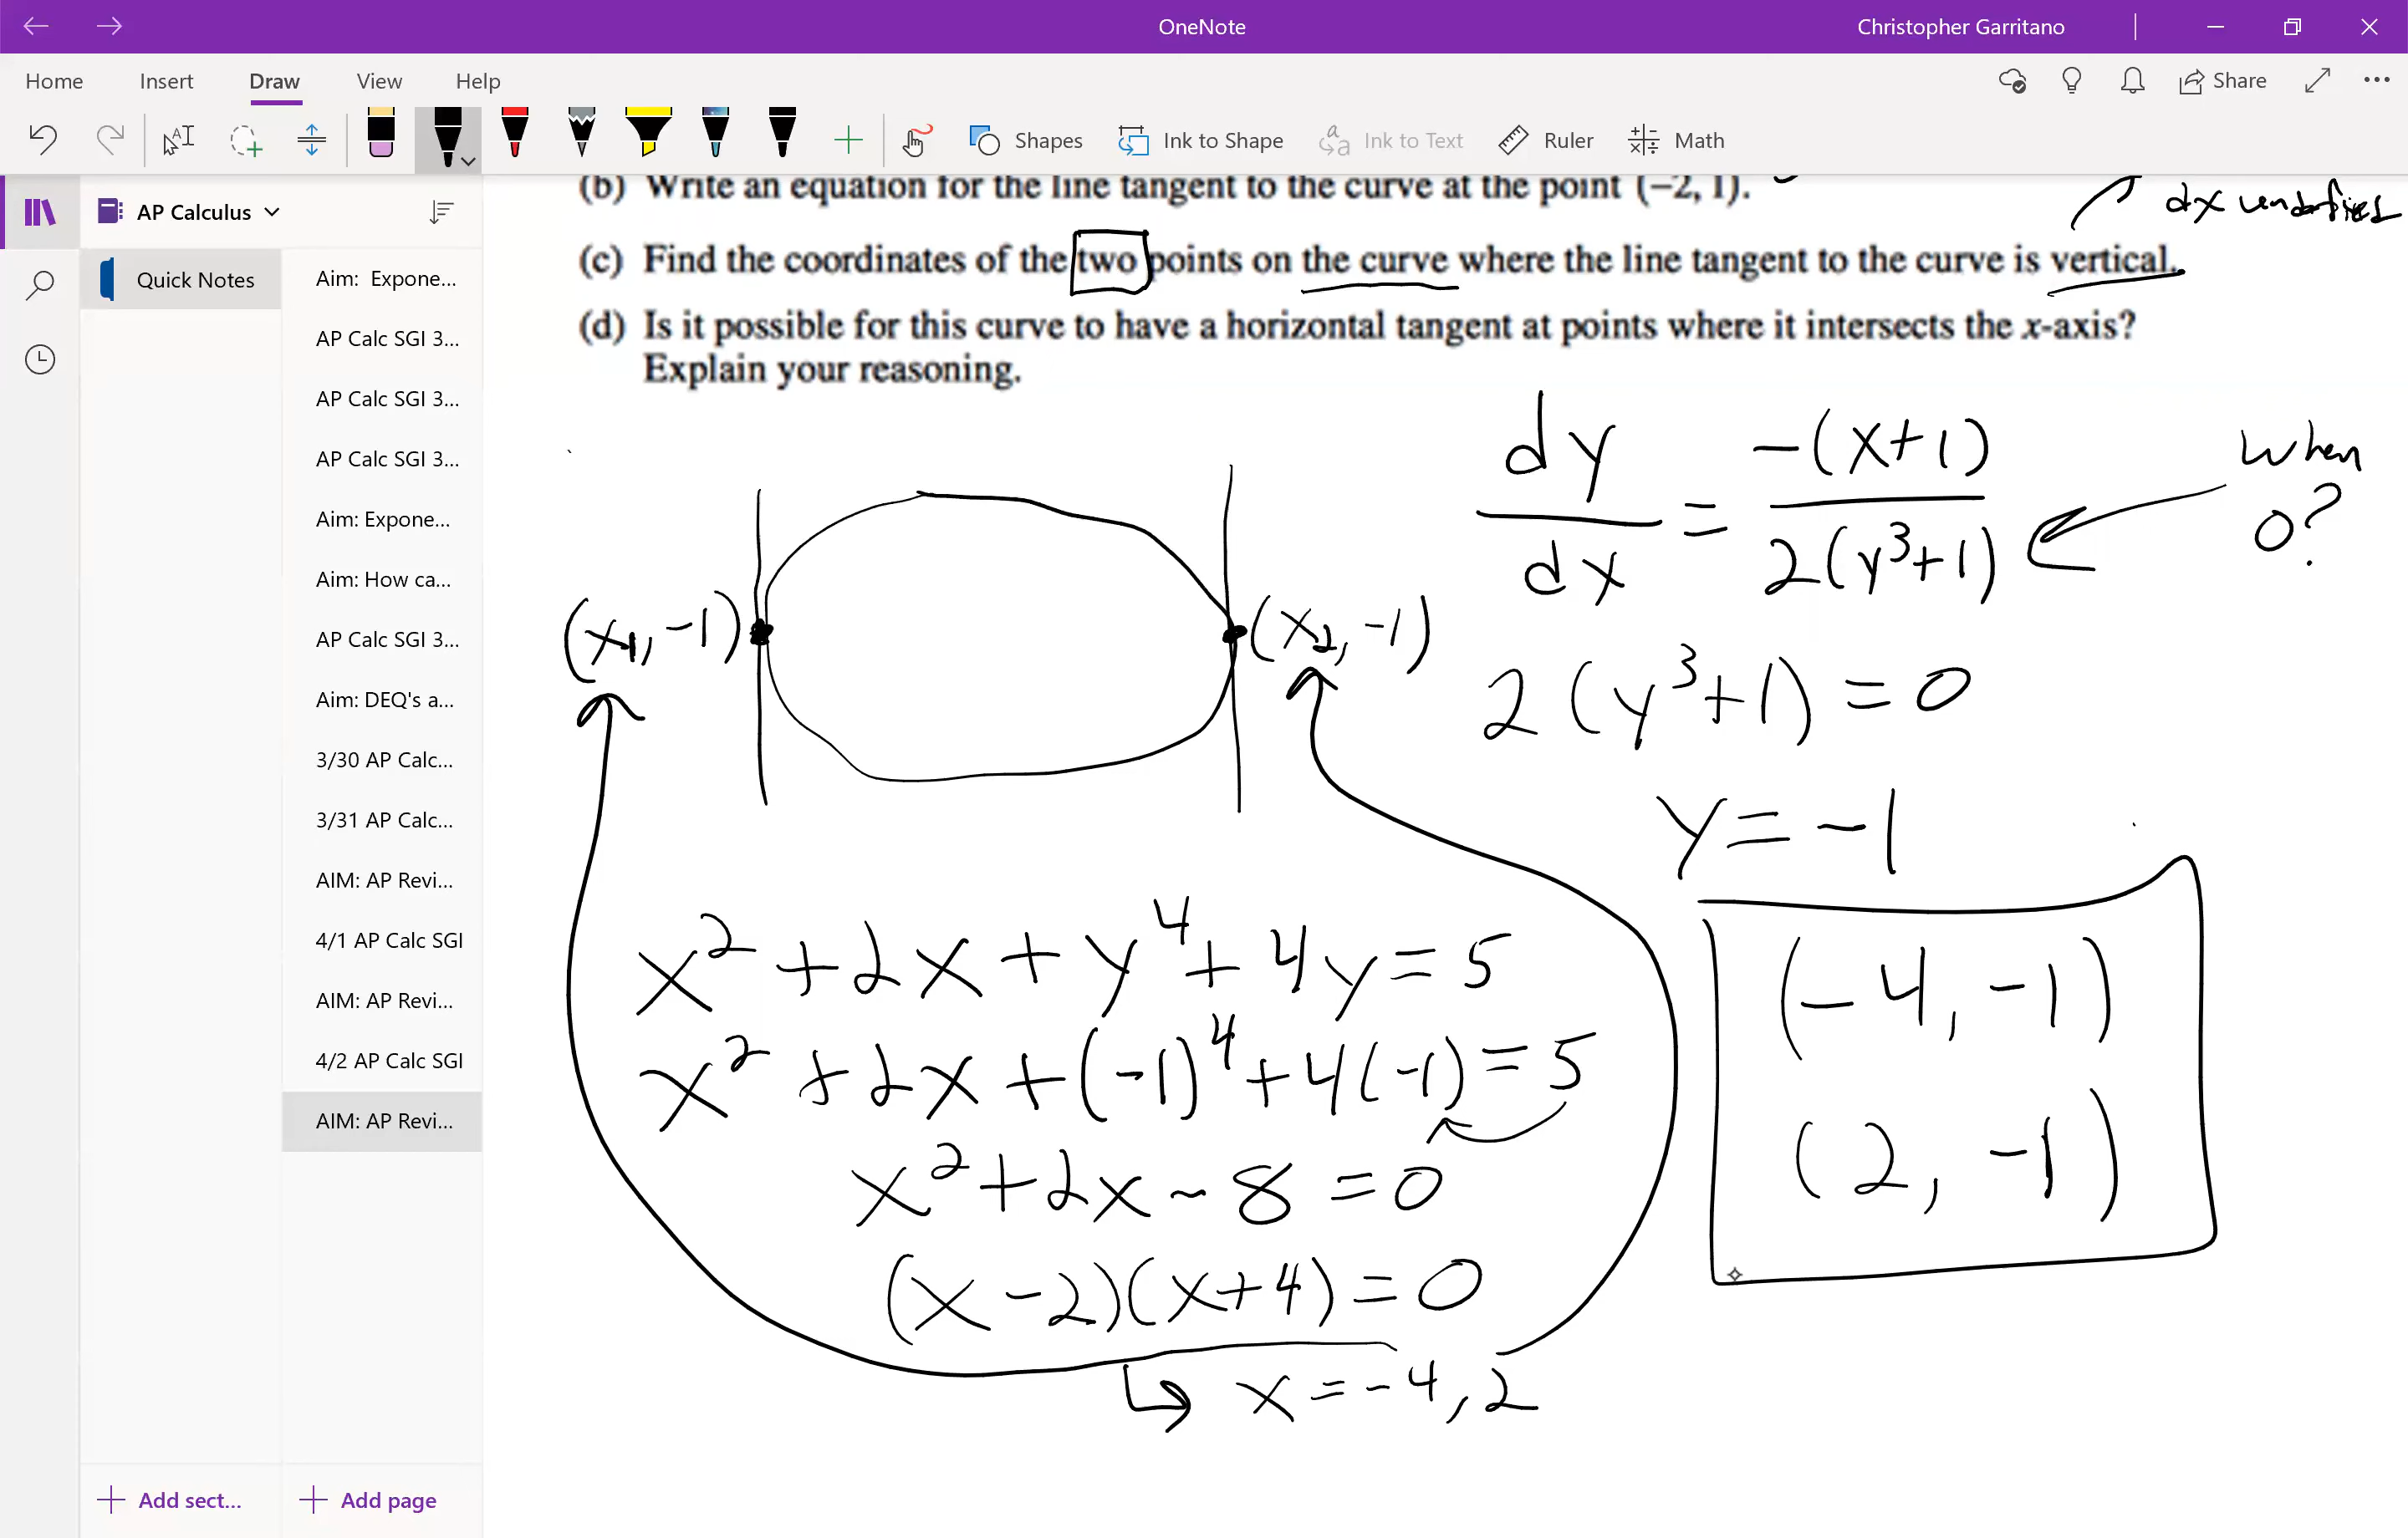 OneNote
Christopher Garritano
Home Insert Draw View Help
Share
Shapes Ink to Shape Ink to Text Ruler Math
AP Calculus
Quick Notes
Aim: Expone...
AP Calc SGI 3...
AP Calc SGI 3...
AP Calc SGI 3...
Aim: Expone...
Aim: How ca...
AP Calc SGI 3...
Aim: DEQ's a...
3/30 AP Calc...
3/31 AP Calc...
AIM: AP Revi...
4/1 AP Calc SGI
AIM: AP Revi...
4/2 AP Calc SGI
AIM: AP Revi...
Add sect...
Add page
(b) Write an equation for the line tangent to the curve at the point (−2, 1).
dx
(c) Find the coordinates of the two points on the curve where the line tangent to the curve is vertical.
(d) Is it possible for this curve to have a horizontal tangent at points where it intersects the x-axis?
Explain your reasoning.
dy/dx = -(x+1)/2(y³+1)
when
0?
(x₁, -1)
(x₂, -1)
2(y³+1) = 0
y = -1
x² + 2x + y⁴ + 4y = 5
x² + 2x + (-1)⁴ + 4(-1) = 5
x² + 2x - 8 = 0
(x - 2)(x + 4) = 0
x = -4, 2
(-4, -1)
(2, -1)